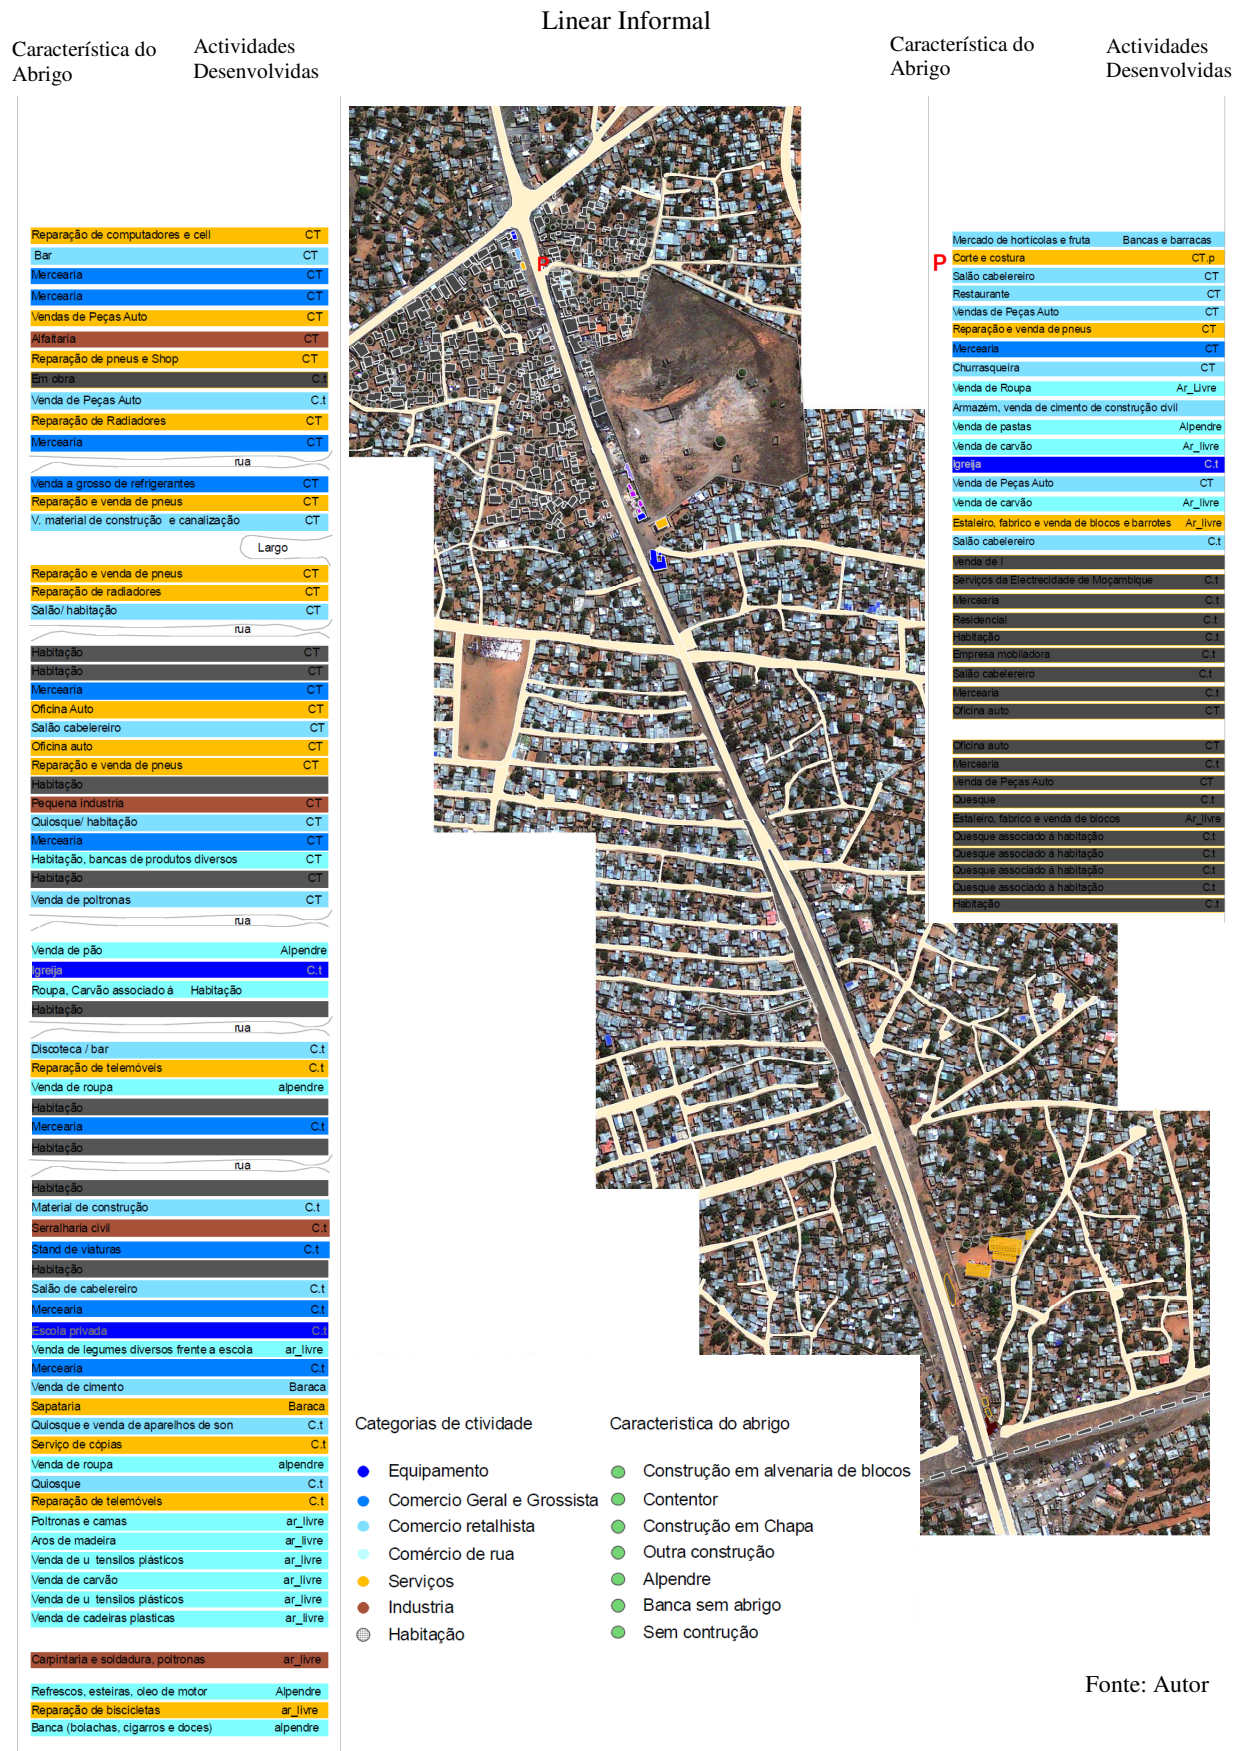 Linear Informal
Característica do
Abrigo
Actividades
Desenvolvidas
Característica do
Abrigo
Actividades
Desenvolvidas
Reparação de computadores e cell CT
Bar CT
Mercearia CT
Mercearia CT
Vendas de Peças Auto CT
Alfaitaria CT
Reparação de pneus e Shop CT
Em obra C.t
Venda de Peças Auto C.t
Reparação de Radiadores CT
Mercearia CT
rua
Venda a grosso de refrigerantes CT
Reparação e venda de pneus CT
V. material de construção e canalização CT
Largo
Reparação e venda de pneus CT
Reparação de radiadores CT
Salão/ habitação CT
rua
Habitação CT
Habitação CT
Mercearia CT
Oficina Auto CT
Salão cabelereiro CT
Oficina auto CT
Reparação e venda de pneus CT
Habitação
Pequena industria CT
Quiosque/ habitação CT
Mercearia CT
Habitação, bancas de produtos diversos CT
Habitação CT
Venda de poltronas CT
rua
Venda de pão Alpendre
Igreija C.t
Roupa, Carvão associado á Habitação
Habitação
rua
Discoteca / bar C.t
Reparação de telemóveis C.t
Venda de roupa alpendre
Habitação
Mercearia C.t
Habitação
rua
Habitação
Material de construção C.t
Serralharia civil C.t
Stand de viaturas C.t
Habitação
Salão de cabelereiro C.t
Mercearia C.t
Escola privada C.t
Venda de legumes diversos frente a escola ar_livre
Mercearia C.t
Venda de cimento Baraca
Sapataria Baraca
Quiosque e venda de aparelhos de son C.t
Serviço de cópias C.t
Venda de roupa alpendre
Quiosque C.t
Reparação de telemóveis C.t
Poltronas e camas ar_livre
Aros de madeira ar_livre
Venda de u tensilos plásticos ar_livre
Venda de carvão ar_livre
Venda de u tensilos plásticos ar_livre
Venda de cadeiras plasticas ar_livre
Carpintaria e soldadura, poltronas ar_livre
Refrescos, esteiras, oleo de motor Alpendre
Reparação de biscicletas ar_livre
Banca (bolachas, cigarros e doces) alpendre
P
P
Mercado de horticolas e fruta Bancas e barracas
Corte e costura CT.p
Salão cabelereiro CT
Restaurante CT
Vendas de Peças Auto CT
Reparação e venda de pneus CT
Mercearia CT
Churrasqueira CT
Venda de Roupa Ar_Livre
Armazém, venda de cimento de construção civil
Venda de pastas Alpendre
Venda de carvão Ar_livre
Igreija C.t
Venda de Peças Auto CT
Venda de carvão Ar_livre
Estaleiro, fabrico e venda de blocos e barrotes Ar_livre
Salão cabelereiro C.t
Venda de l
Serviços da Electrecidade de Moçambique C.t
Mercearia C.t
Residencial C.t
Habitação C.t
Empresa mobiladora C.t
Salão cabelereiro C.t
Mercearia C.t
Oficina auto CT
Oficina auto CT
Mercearia C.t
Venda de Peças Auto CT
Quesque C.t
Estaleiro, fabrico e venda de blocos Ar_livre
Quesque associado à habitação C.t
Quesque associado à habitação C.t
Quesque associado à habitação C.t
Quesque associado à habitação C.t
Habitação C.t
Categorias de ctividade
Equipamento
Comercio Geral e Grossista
Comercio retalhista
Comércio de rua
Serviços
Industria
Habitação
Caracteristica do abrigo
Construção em alvenaria de blocos
Contentor
Construção em Chapa
Outra construção
Alpendre
Banca sem abrigo
Sem contrução
Fonte: Autor